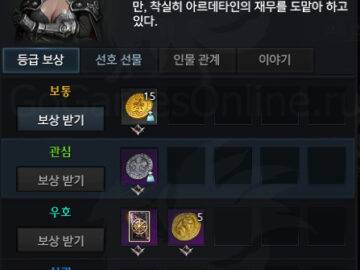 만, 착실히 아르데타인의 재무를 도맡아 하고
있다.
등급 보상 선호 선물 인물 관계 이야기
보통
보상 받기
15
관심
보상 받기
우호
보상 받기
5